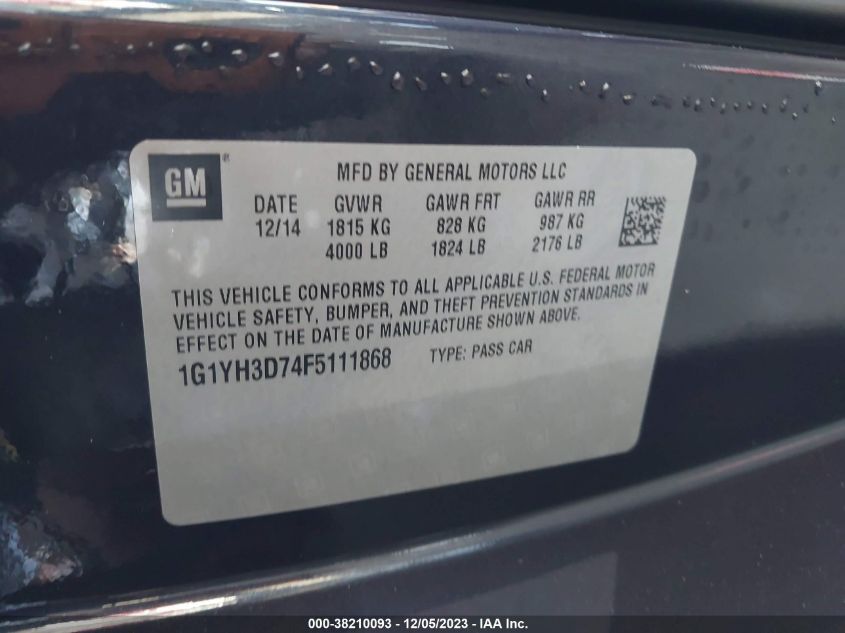 GM ®
MFD BY GENERAL MOTORS LLC
DATE GVWR GAWR FRT GAWR RR
12/14 1815 KG 828 KG 987 KG
4000 LB 1824 LB 2176 LB
THIS VEHICLE CONFORMS TO ALL APPLICABLE U.S. FEDERAL MOTOR
VEHICLE SAFETY, BUMPER, AND THEFT PREVENTION STANDARDS IN
EFFECT ON THE DATE OF MANUFACTURE SHOWN ABOVE.
1G1YH3D74F5111868 TYPE: PASS CAR
000-38210093 - 12/05/2023 - IAA Inc.